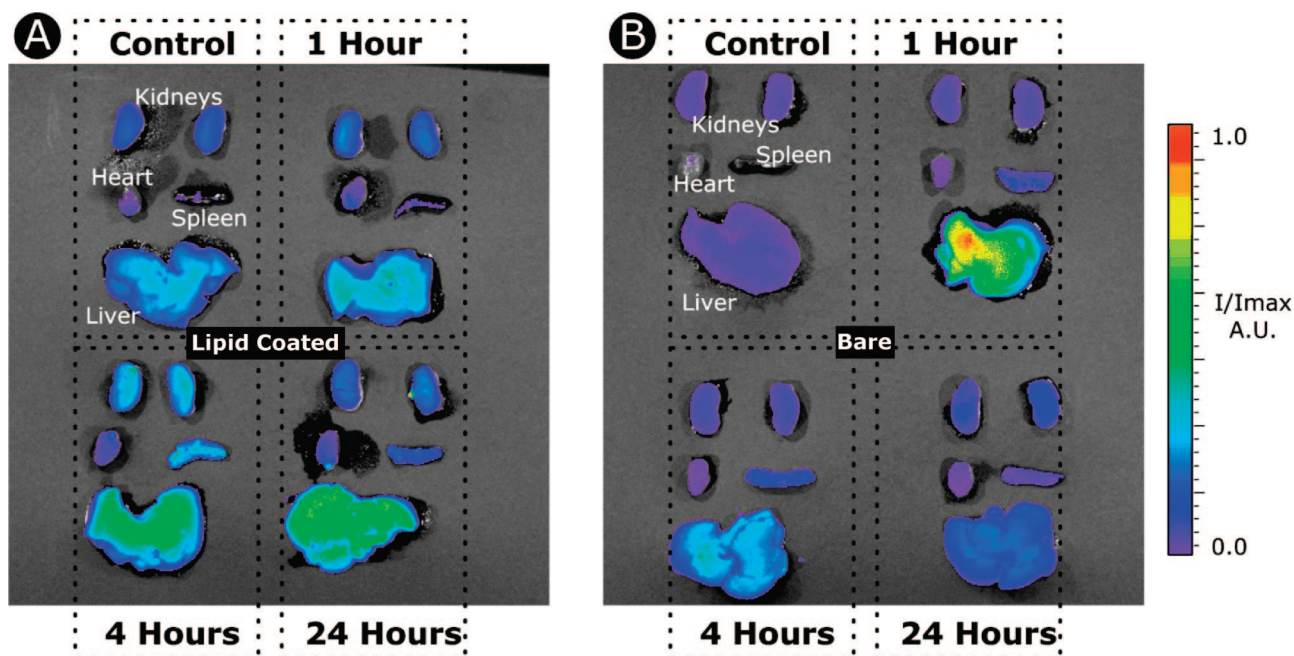 A
Control
1 Hour
Kidneys
Heart
Spleen
Liver
Lipid Coated
4 Hours
24 Hours
B
Control
1 Hour
Kidneys
Spleen
Heart
Liver
Bare
4 Hours
24 Hours
1.0
I/Imax
A.U.
0.0